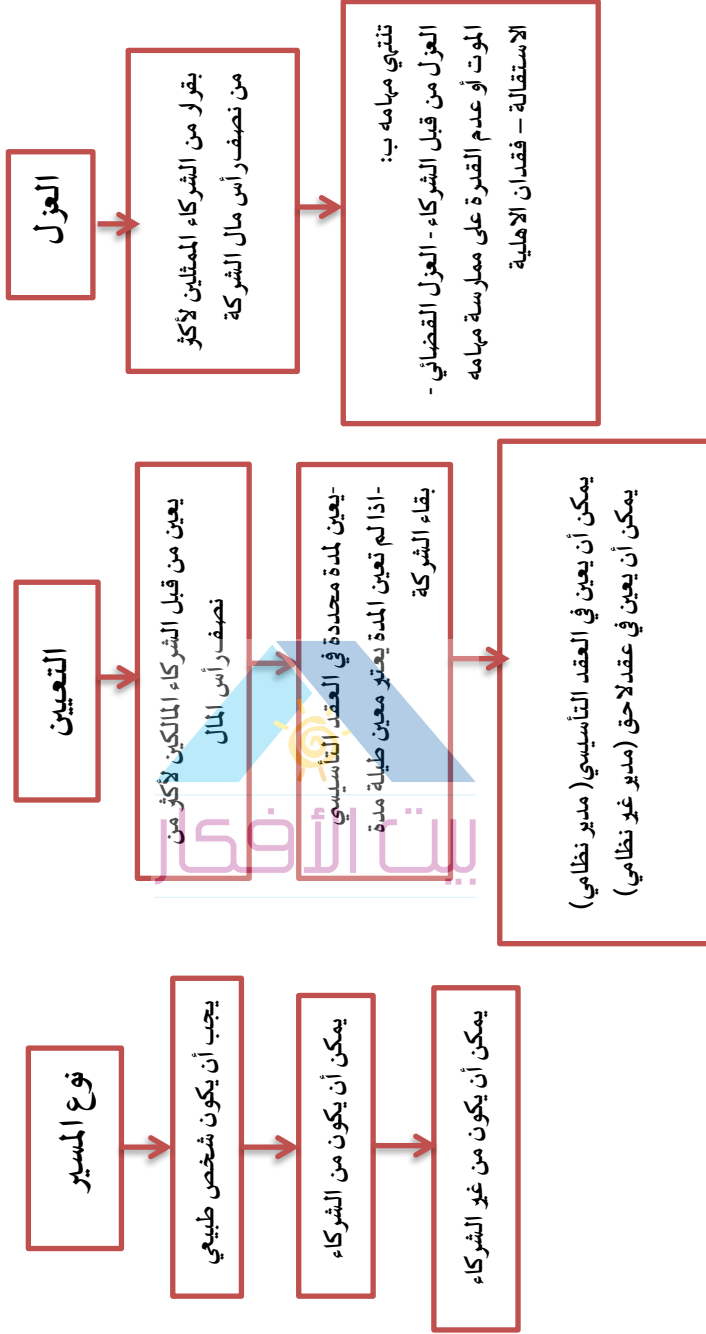 نوع المسير
يجب أن يكون شخص طبيعي
يمكن أن يكون من الشركاء
يمكن أن يكون من غير الشركاء
التعيين
يعين من قبل الشركاء المالكين لأكثر من
نصف رأس المال
-يعين لمدة محددة في العقد التأسيسي
-اذا لم تعين المدة يعتبر معين طيلة مدة
بقاء الشركة
يمكن أن يعين في العقد التأسيسي( مدير نظامي)
يمكن أن يعين في عقد لاحق (مدير غير نظامي)
العزل
بقرار من الشركاء الممثلين لأكثر
من نصف رأس مال الشركة
تنتهي مهامه ب:
العزل من قبل الشركاء - العزل القضائي -
الموت أو عدم القدرة على ممارسة مهامه
الاستقالة – فقدان الاهلية
بيت الأفكار